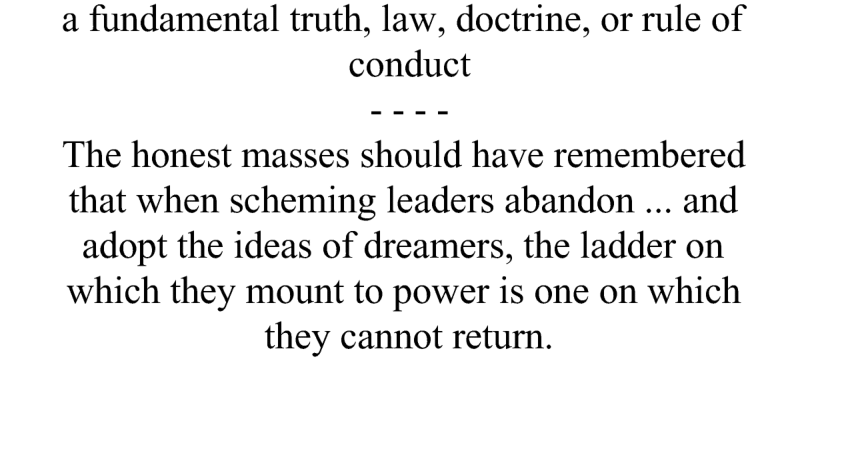 a fundamental truth, law, doctrine, or rule of
conduct
- - - -
The honest masses should have remembered
that when scheming leaders abandon ... and
adopt the ideas of dreamers, the ladder on
which they mount to power is one on which
they cannot return.